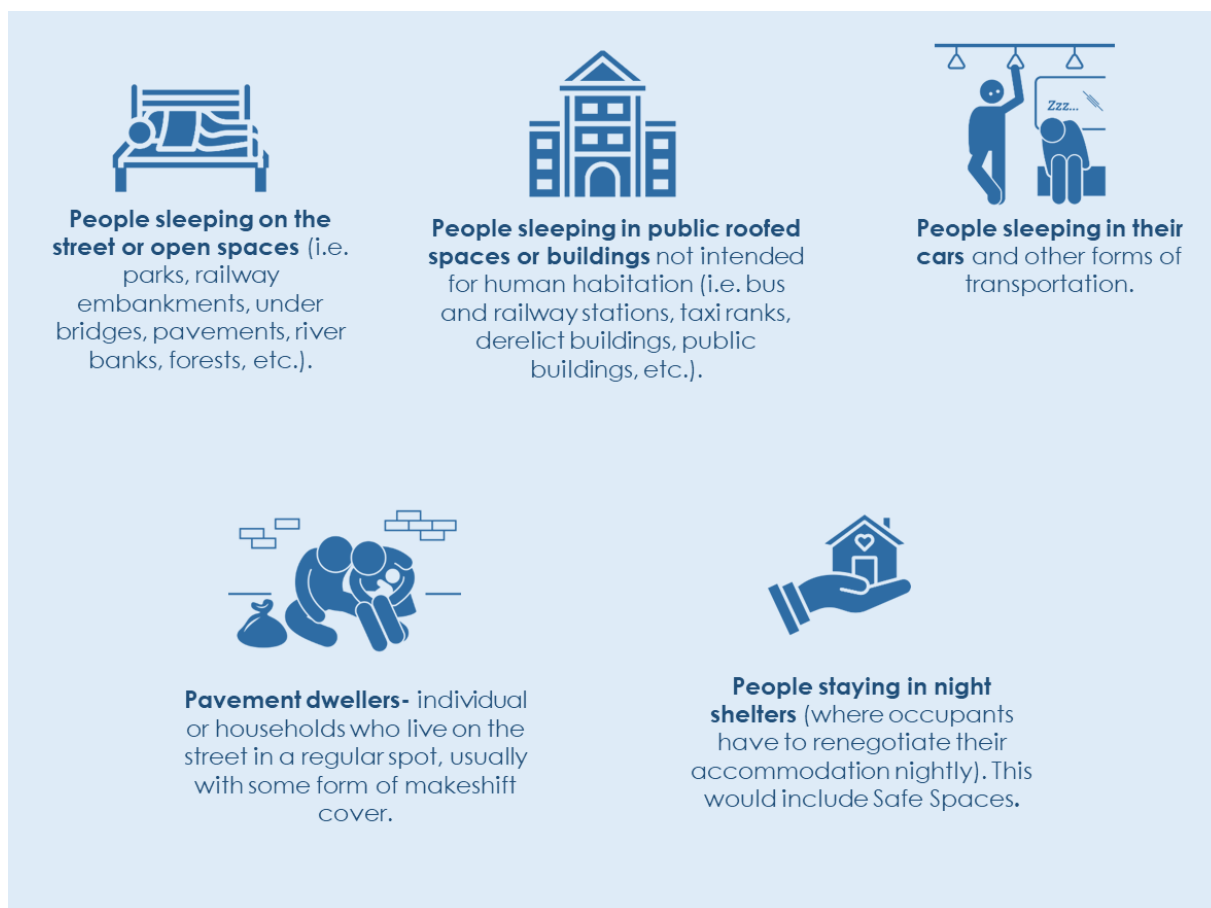 People sleeping on the
street or open spaces (i.e.
parks, railway
embankments, under
bridges, pavements, river
banks, forests, etc.).
People sleeping in public roofed
spaces or buildings not intended
for human habitation (i.e. bus
and railway stations, taxi ranks,
derelict buildings, public
buildings, etc.).
Zzz...
People sleeping in their
cars and other forms of
transportation.
Pavement dwellers- individual
or households who live on the
street in a regular spot, usually
with some form of makeshift
cover.
People staying in night
shelters (where occupants
have to renegotiate their
accommodation nightly). This
would include Safe Spaces.